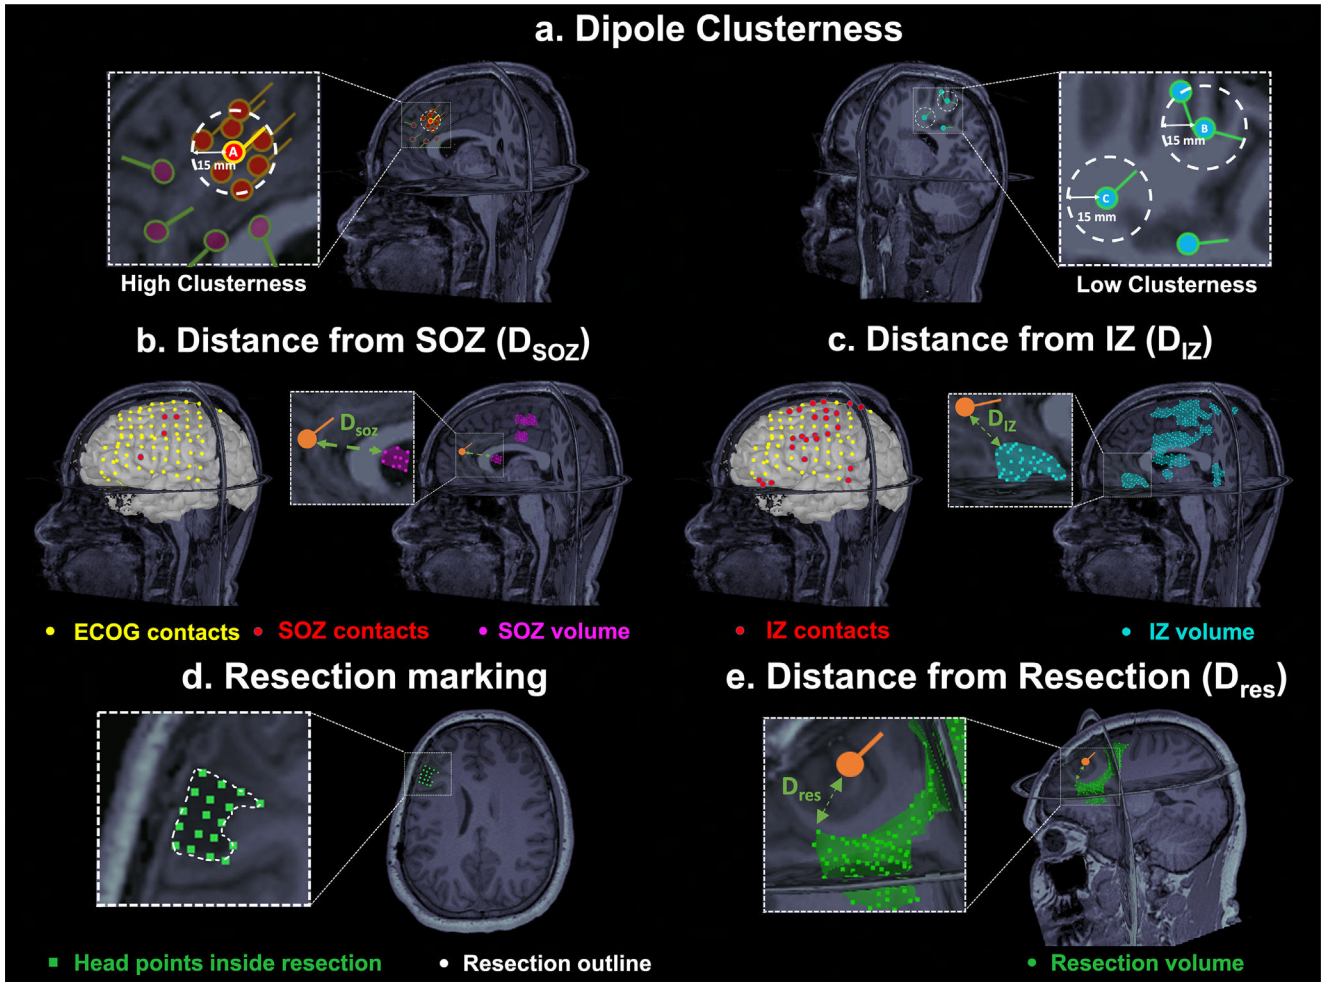 a. Dipole Clusterness
A
15 mm
B
15 mm
C
15 mm
High Clusterness
Low Clusterness
b. Distance from SOZ (DSOZ)
c. Distance from IZ (DIZ)
Dsoz
DIZ
ECOG contacts
SOZ contacts
SOZ volume
IZ contacts
IZ volume
d. Resection marking
e. Distance from Resection (Dres)
Dres
Head points inside resection
Resection outline
Resection volume